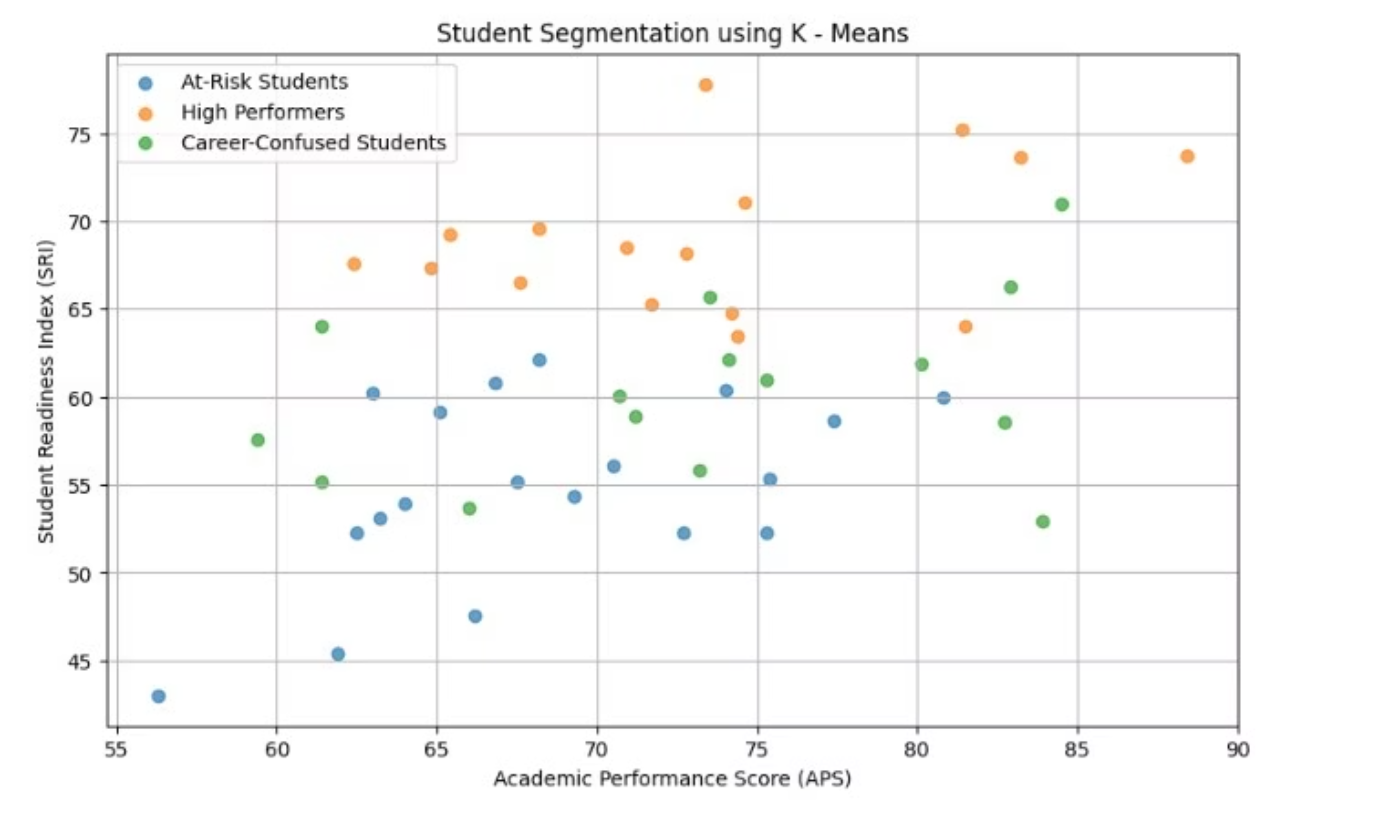 Student Segmentation using K - Means
At-Risk Students
High Performers
Career-Confused Students
Student Readiness Index (SRI)
75
70
65
60
55
50
45
55 60 65 70 75 80 85 90
Academic Performance Score (APS)